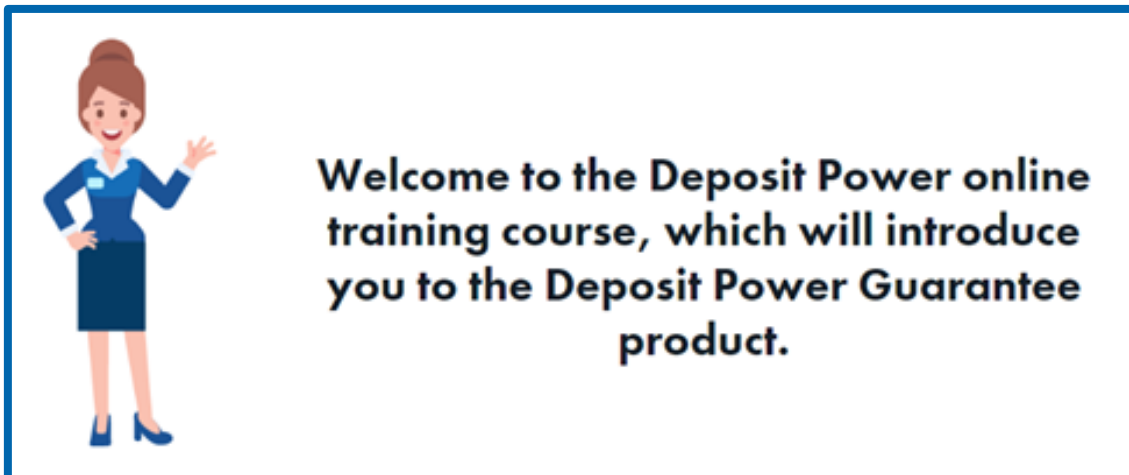 Welcome to the Deposit Power online
training course, which will introduce
you to the Deposit Power Guarantee
product.